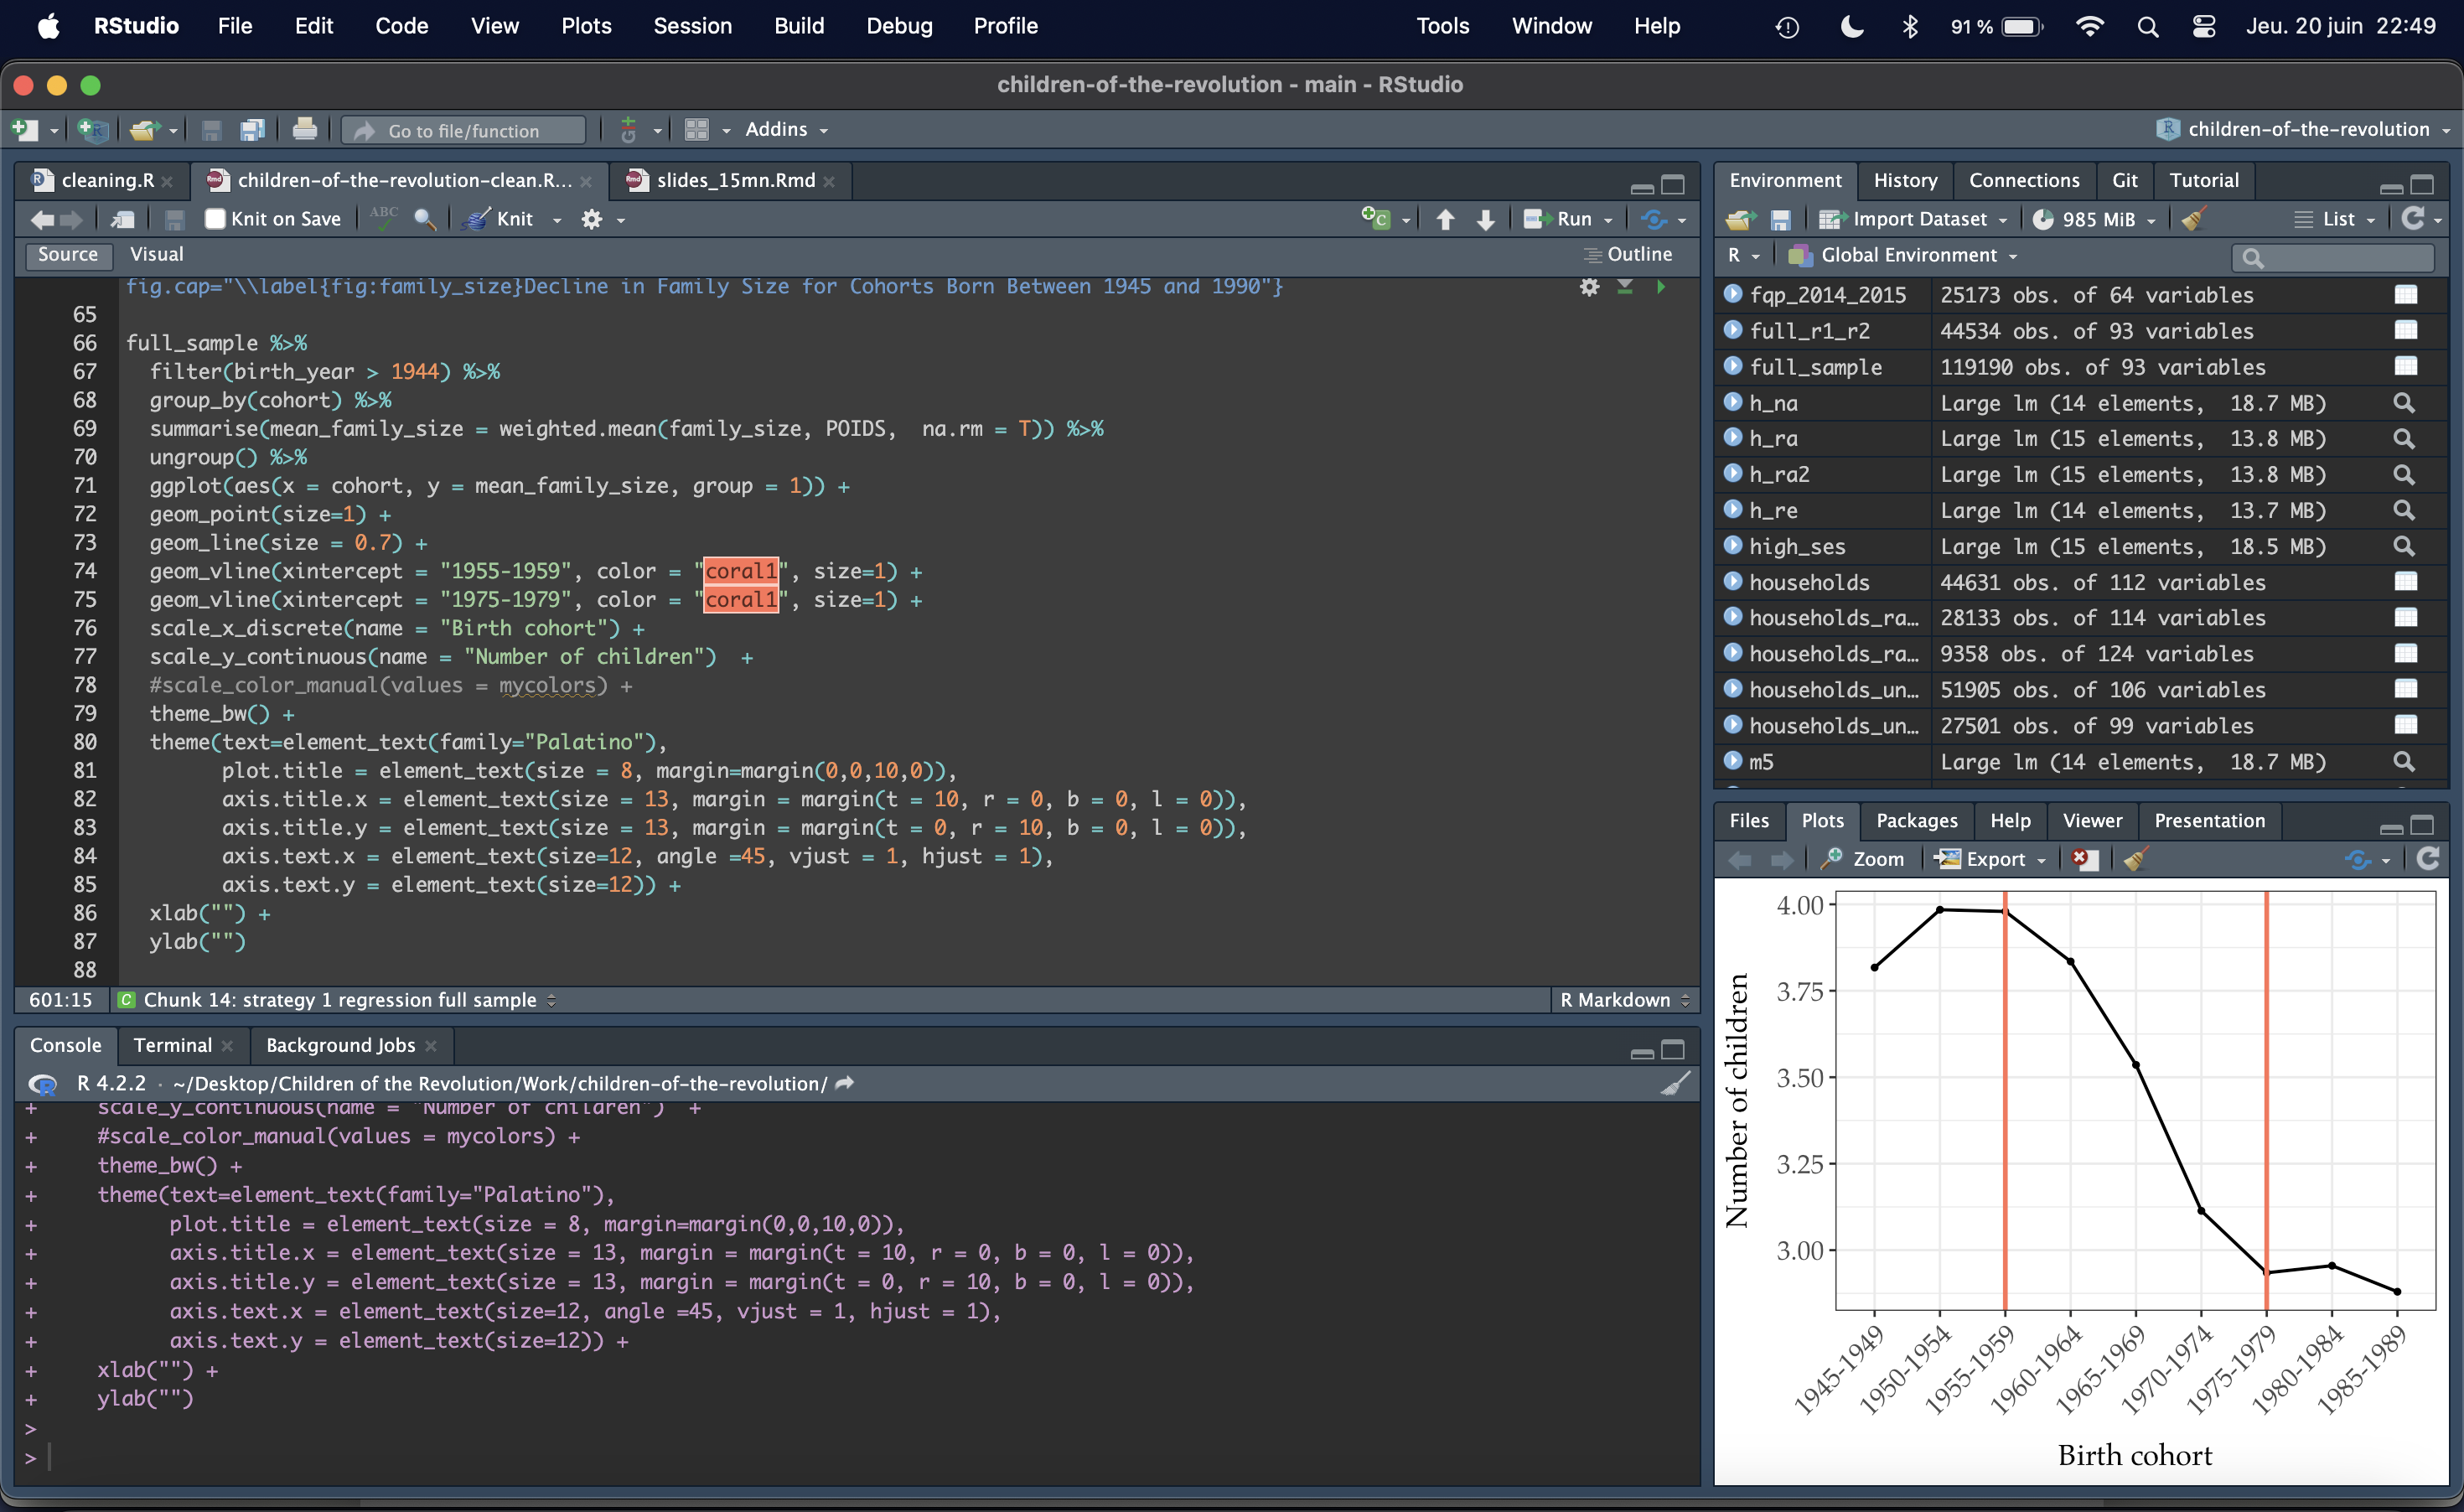 RStudio File Edit Code View Plots Session Build Debug Profile Tools Window Help 91 % Jeu. 20 juin 22:49
children-of-the-revolution - main - RStudio
Go to file/function Addins children-of-the-revolution
cleaning.R children-of-the-revolution-clean.R... slides_15mn.Rmd
Knit on Save ABC Knit Run
Source Visual Outline
fig.cap="\\label{fig:family_size}Decline in Family Size for Cohorts Born Between 1945 and 1990"}
65
66 full_sample %>%
67 filter(birth_year > 1944) %>%
68 group_by(cohort) %>%
69 summarise(mean_family_size = weighted.mean(family_size, POIDS,  na.rm = T)) %>%
70 ungroup() %>%
71 ggplot(aes(x = cohort, y = mean_family_size, group = 1)) +
72 geom_point(size=1) +
73 geom_line(size = 0.7) +
74 geom_vline(xintercept = "1955-1959", color = "coral1", size=1) +
75 geom_vline(xintercept = "1975-1979", color = "coral1", size=1) +
76 scale_x_discrete(name = "Birth cohort") +
77 scale_y_continuous(name = "Number of children")  +
78 #scale_color_manual(values = mycolors) +
79 theme_bw() +
80 theme(text=element_text(family="Palatino"),
81 plot.title = element_text(size = 8, margin=margin(0,0,10,0)),
82 axis.title.x = element_text(size = 13, margin = margin(t = 10, r = 0, b = 0, l = 0)),
83 axis.title.y = element_text(size = 13, margin = margin(t = 0, r = 10, b = 0, l = 0)),
84 axis.text.x = element_text(size=12, angle =45, vjust = 1, hjust = 1),
85 axis.text.y = element_text(size=12)) +
86 xlab("") +
87 ylab("")
88
601:15 C Chunk 14: strategy 1 regression full sample R Markdown
Console Terminal Background Jobs
R 4.2.2 · ~/Desktop/Children of the Revolution/Work/children-of-the-revolution/
+ scale_y_continuous(name = "Number of children")  +
+ #scale_color_manual(values = mycolors) +
+ theme_bw() +
+ theme(text=element_text(family="Palatino"),
+ plot.title = element_text(size = 8, margin=margin(0,0,10,0)),
+ axis.title.x = element_text(size = 13, margin = margin(t = 10, r = 0, b = 0, l = 0)),
+ axis.title.y = element_text(size = 13, margin = margin(t = 0, r = 10, b = 0, l = 0)),
+ axis.text.x = element_text(size=12, angle =45, vjust = 1, hjust = 1),
+ axis.text.y = element_text(size=12)) +
+ xlab("") +
+ ylab("")
>
>
Environment History Connections Git Tutorial
Import Dataset 985 MiB List
R Global Environment
fqp_2014_2015 25173 obs. of 64 variables
full_r1_r2 44534 obs. of 93 variables
full_sample 119190 obs. of 93 variables
h_na Large lm (14 elements,  18.7 MB)
h_ra Large lm (15 elements,  13.8 MB)
h_ra2 Large lm (15 elements,  13.8 MB)
h_re Large lm (14 elements,  13.7 MB)
high_ses Large lm (15 elements,  18.5 MB)
households 44631 obs. of 112 variables
households_ra… 28133 obs. of 114 variables
households_ra… 9358 obs. of 124 variables
households_un… 51905 obs. of 106 variables
households_un… 27501 obs. of 99 variables
m5 Large lm (14 elements,  18.7 MB)
Files Plots Packages Help Viewer Presentation
Zoom Export
Number of children
4.00
3.75
3.50
3.25
3.00
1945-1949 1950-1954 1955-1959 1960-1964 1965-1969 1970-1974 1975-1979 1980-1984 1985-1989
Birth cohort